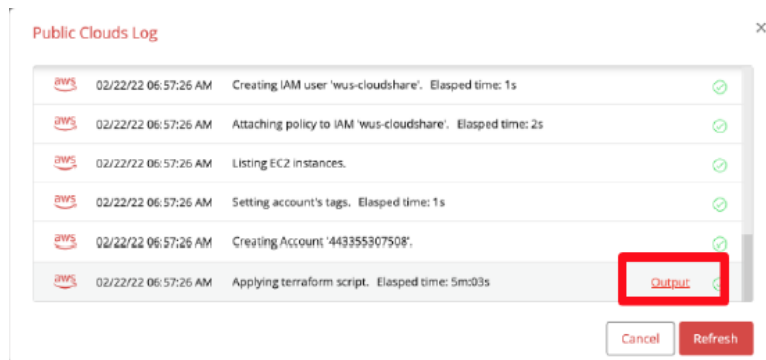 Public Clouds Log
×
aws 02/22/22 06:57:26 AM Creating IAM user 'wus-cloudshare'. Elasped time: 1s
aws 02/22/22 06:57:26 AM Attaching policy to IAM 'wus-cloudshare'. Elasped time: 2s
aws 02/22/22 06:57:26 AM Listing EC2 instances.
aws 02/22/22 06:57:26 AM Setting account's tags. Elasped time: 1s
aws 02/22/22 06:57:26 AM Creating Account '443355307508'.
aws 02/22/22 06:57:26 AM Applying terraform script. Elasped time: 5m:03s Output
Cancel Refresh